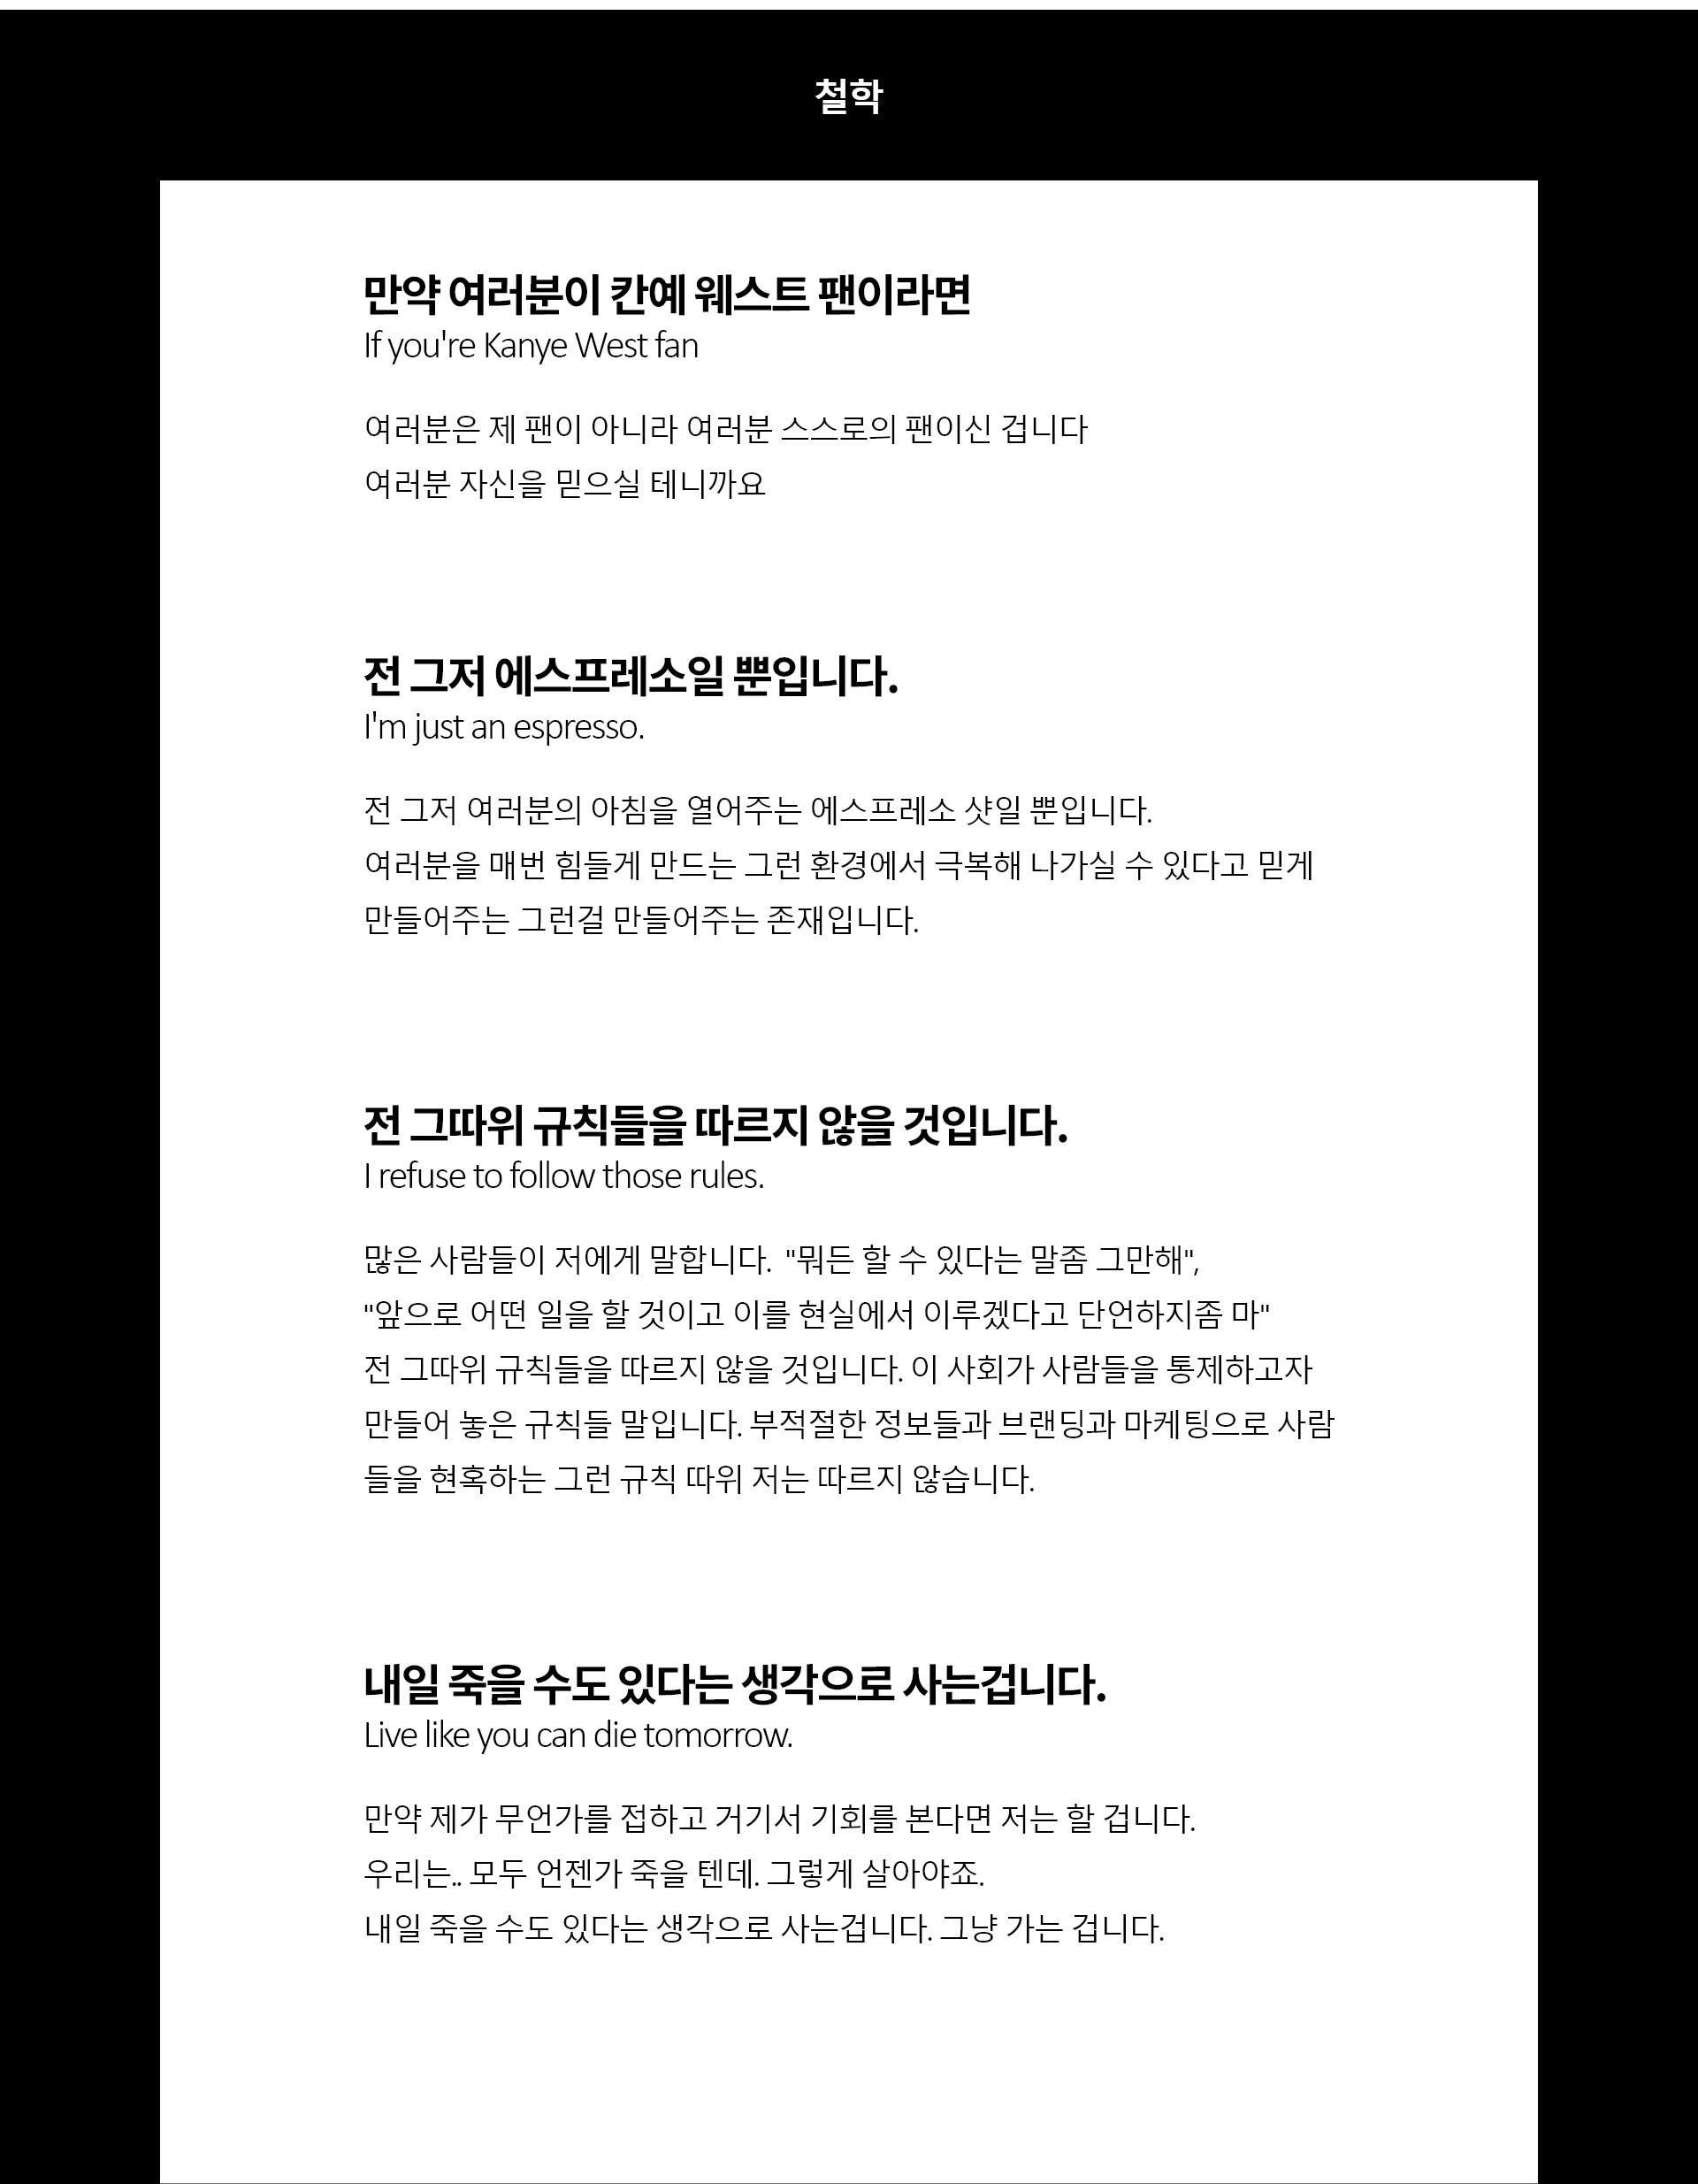 철학
만약 여러분이 칸예 웨스트 팬이라면
If you're Kanye West fan
여러분은 제 팬이 아니라 여러분 스스로의 팬이신 겁니다
여러분 자신을 믿으실 테니까요
전 그저 에스프레소일 뿐입니다.
I'm just an espresso.
전 그저 여러분의 아침을 열어주는 에스프레소 샷일 뿐입니다.
여러분을 매번 힘들게 만드는 그런 환경에서 극복해 나가실 수 있다고 믿게
만들어주는 그런걸 만들어주는 존재입니다.
전 그따위 규칙들을 따르지 않을 것입니다.
I refuse to follow those rules.
많은 사람들이 저에게 말합니다. "뭐든 할 수 있다는 말좀 그만해",
"앞으로 어떤 일을 할 것이고 이를 현실에서 이루겠다고 단언하지좀 마"
전 그따위 규칙들을 따르지 않을 것입니다. 이 사회가 사람들을 통제하고자
만들어 놓은 규칙들 말입니다. 부적절한 정보들과 브랜딩과 마케팅으로 사람
들을 현혹하는 그런 규칙 따위 저는 따르지 않습니다.
내일 죽을 수도 있다는 생각으로 사는겁니다.
Live like you can die tomorrow.
만약 제가 무언가를 접하고 거기서 기회를 본다면 저는 할 겁니다.
우리는.. 모두 언젠가 죽을 텐데. 그렇게 살아야죠.
내일 죽을 수도 있다는 생각으로 사는겁니다. 그냥 가는 겁니다.